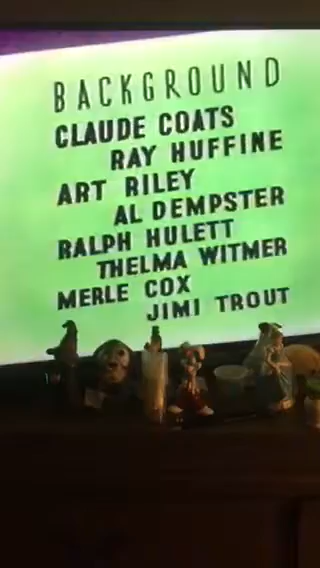 BACKGROUND
CLAUDE COATS
RAY HUFFINE
ART RILEY
AL DEMPSTER
RALPH HULETT
THELMA WITMER
MERLE COX
JIMI TROUT